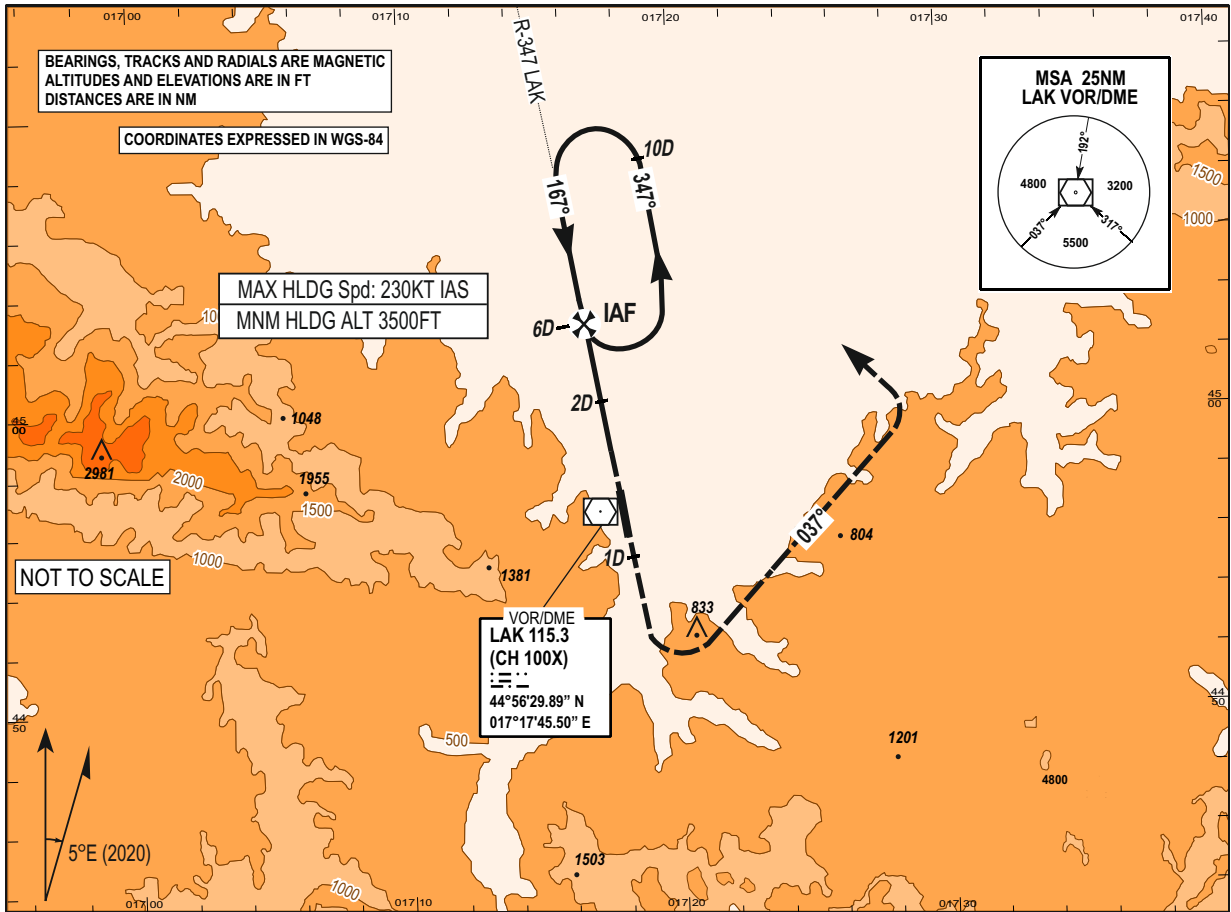 017 00
017 10
017 20
017 30
017 40
BEARINGS, TRACKS AND RADIALS ARE MAGNETIC
ALTITUDES AND ELEVATIONS ARE IN FT
DISTANCES ARE IN NM
COORDINATES EXPRESSED IN WGS-84
R-347 LAK
MSA 25NM
LAK VOR/DME
192°
4800
3200
037°
317°
5500
1500
1000
10D
167°
347°
MAX HLDG Spd: 230KT IAS
MNM HLDG ALT 3500FT
10
6D
IAF
2D
45
00
45
00
1048
2981
2000
1955
1500
1000
1381
NOT TO SCALE
1D
037°
804
833
VOR/DME
LAK 115.3
(CH 100X)
44°56'29.89” N
017°17'45.50” E
44
50
44
50
500
1201
4800
5°E (2020)
1503
1000
017 00
017 10
017 20
017 30